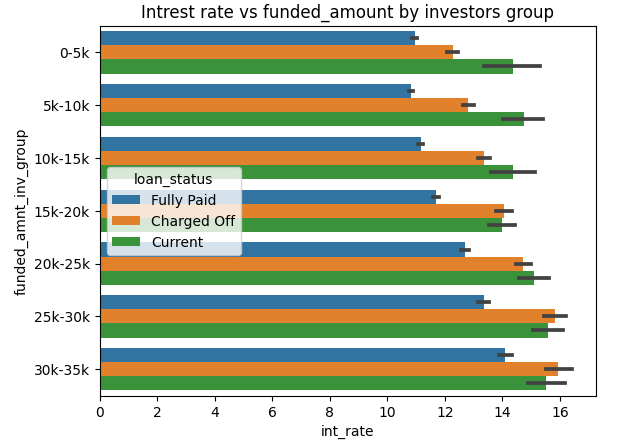 Intrest rate vs funded_amount by investors group
funded_amnt_inv_group
0-5k
5k-10k
10k-15k
15k-20k
20k-25k
25k-30k
30k-35k
loan_status
Fully Paid
Charged Off
Current
0 2 4 6 8 10 12 14 16
int_rate